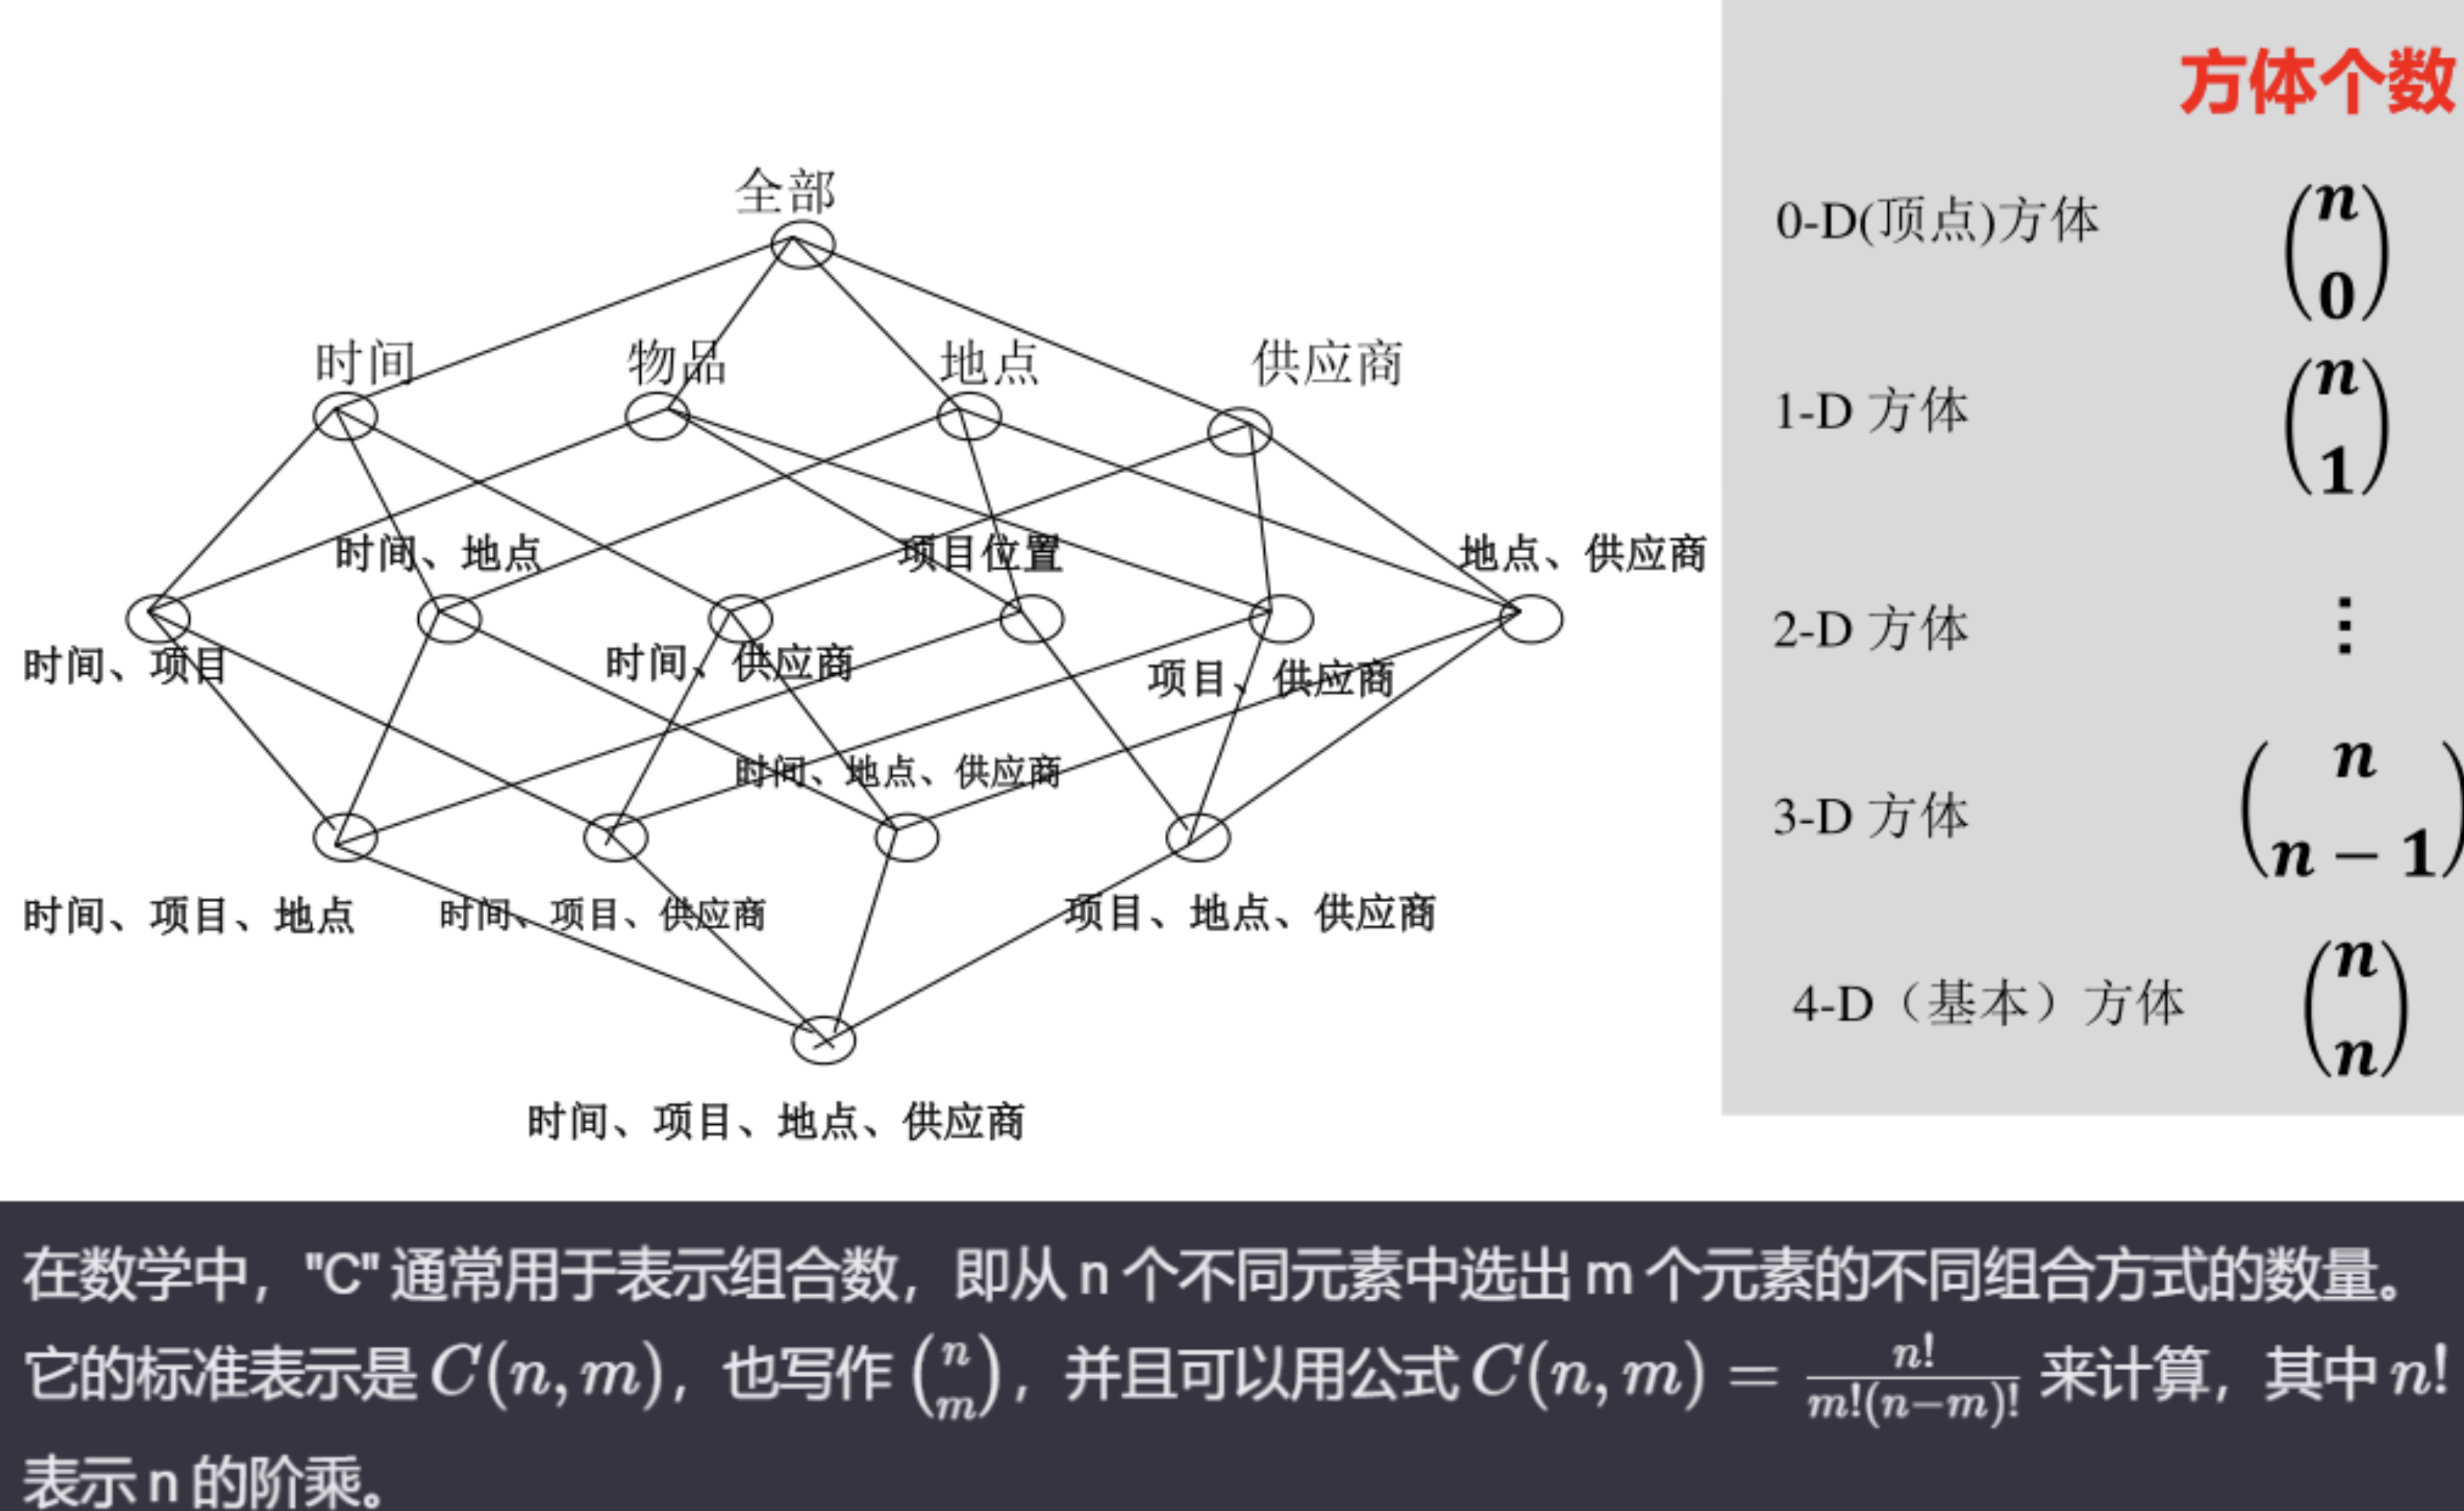 方体个数
全部
0-D(顶点)方体 (n 0)
时间 物品 地点 供应商
1-D 方体 (n 1)
时间、地点 项目位置 地点、供应商
2-D 方体 ⋮
时间、项目 时间、供应商 项目、供应商
时间、地点、供应商
3-D 方体 (n n − 1)
时间、项目、地点 时间、项目、供应商 项目、地点、供应商
4-D（基本）方体 (n n)
时间、项目、地点、供应商
在数学中，"C" 通常用于表示组合数，即从 n 个不同元素中选出 m 个元素的不同组合方式的数量。
它的标准表示是 C(n, m)，也写作 (n m)，并且可以用公式 C(n, m) = n!/m!(n−m)! 来计算，其中 n!
表示 n 的阶乘。